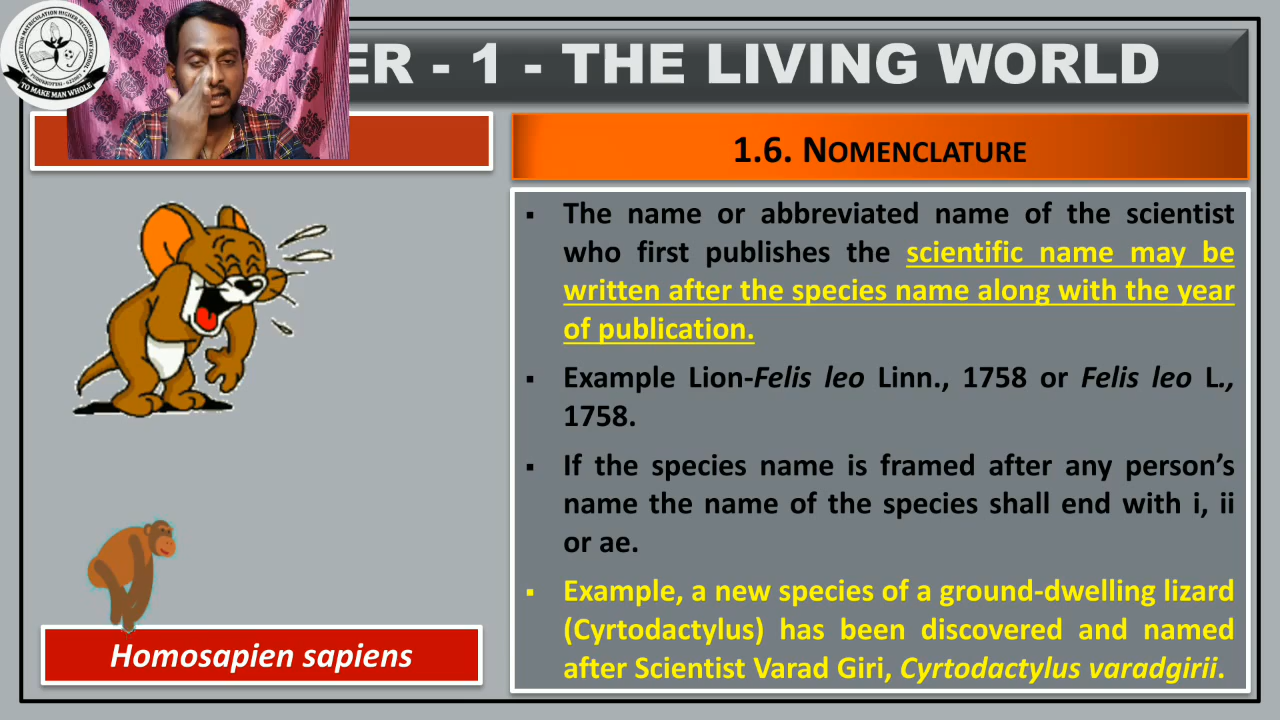 ER - 1 - THE LIVING WORLD
TO MAKE MAN WHOLE
1.6. NOMENCLATURE
▪ The name or abbreviated name of the scientist
who first publishes the scientific name may be
written after the species name along with the year
of publication.
▪ Example Lion-Felis leo Linn., 1758 or Felis leo L.,
1758.
▪ If the species name is framed after any person’s
name the name of the species shall end with i, ii
or ae.
▪ Example, a new species of a ground-dwelling lizard
(Cyrtodactylus) has been discovered and named
after Scientist Varad Giri, Cyrtodactylus varadgirii.
Homosapien sapiens